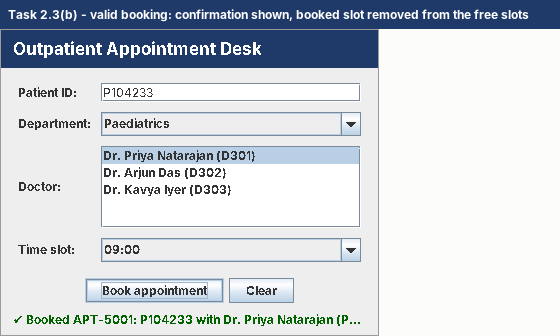 Task 2.3(b) - valid booking: confirmation shown, booked slot removed from the free slots
Outpatient Appointment Desk
Patient ID: P104233
Department: Paediatrics
Doctor:
Dr. Priya Natarajan (D301)
Dr. Arjun Das (D302)
Dr. Kavya Iyer (D303)
Time slot: 09:00
Book appointment Clear
✓ Booked APT-5001: P104233 with Dr. Priya Natarajan (P...